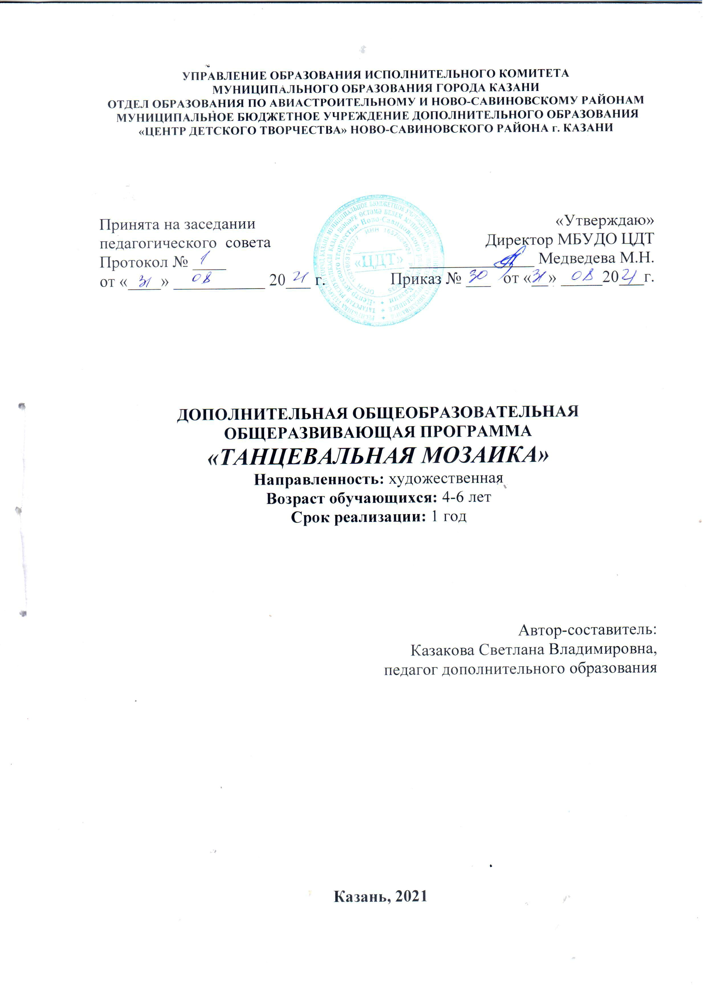 УПРАВЛЕНИЕ ОБРАЗОВАНИЯ ИСПОЛНИТЕЛЬНОГО КОМИТЕТА
МУНИЦИПАЛЬНОГО ОБРАЗОВАНИЯ ГОРОДА КАЗАНИ
ОТДЕЛ ОБРАЗОВАНИЯ ПО АВИАСТРОИТЕЛЬНОМУ И НОВО-САВИНОВСКОМУ РАЙОНАМ
МУНИЦИПАЛЬНОЕ БЮДЖЕТНОЕ УЧРЕЖДЕНИЕ ДОПОЛНИТЕЛЬНОГО ОБРАЗОВАНИЯ
«ЦЕНТР ДЕТСКОГО ТВОРЧЕСТВА» НОВО-САВИНОВСКОГО РАЙОНА г. КАЗАНИ
Принята на заседании
педагогического совета
Протокол № 1
от «31» 08 2021 г.
«ЦДТ»
«Утверждаю»
Директор МБУДО ЦДТ
Медведева М.Н.
Приказ № 30 от «31» 08 2021 г.
ДОПОЛНИТЕЛЬНАЯ ОБЩЕОБРАЗОВАТЕЛЬНАЯ
ОБЩЕРАЗВИВАЮЩАЯ ПРОГРАММА
«ТАНЦЕВАЛЬНАЯ МОЗАИКА»
Направленность: художественная
Возраст обучающихся: 4-6 лет
Срок реализации: 1 год
Автор-составитель:
Казакова Светлана Владимировна,
педагог дополнительного образования
Казань, 2021